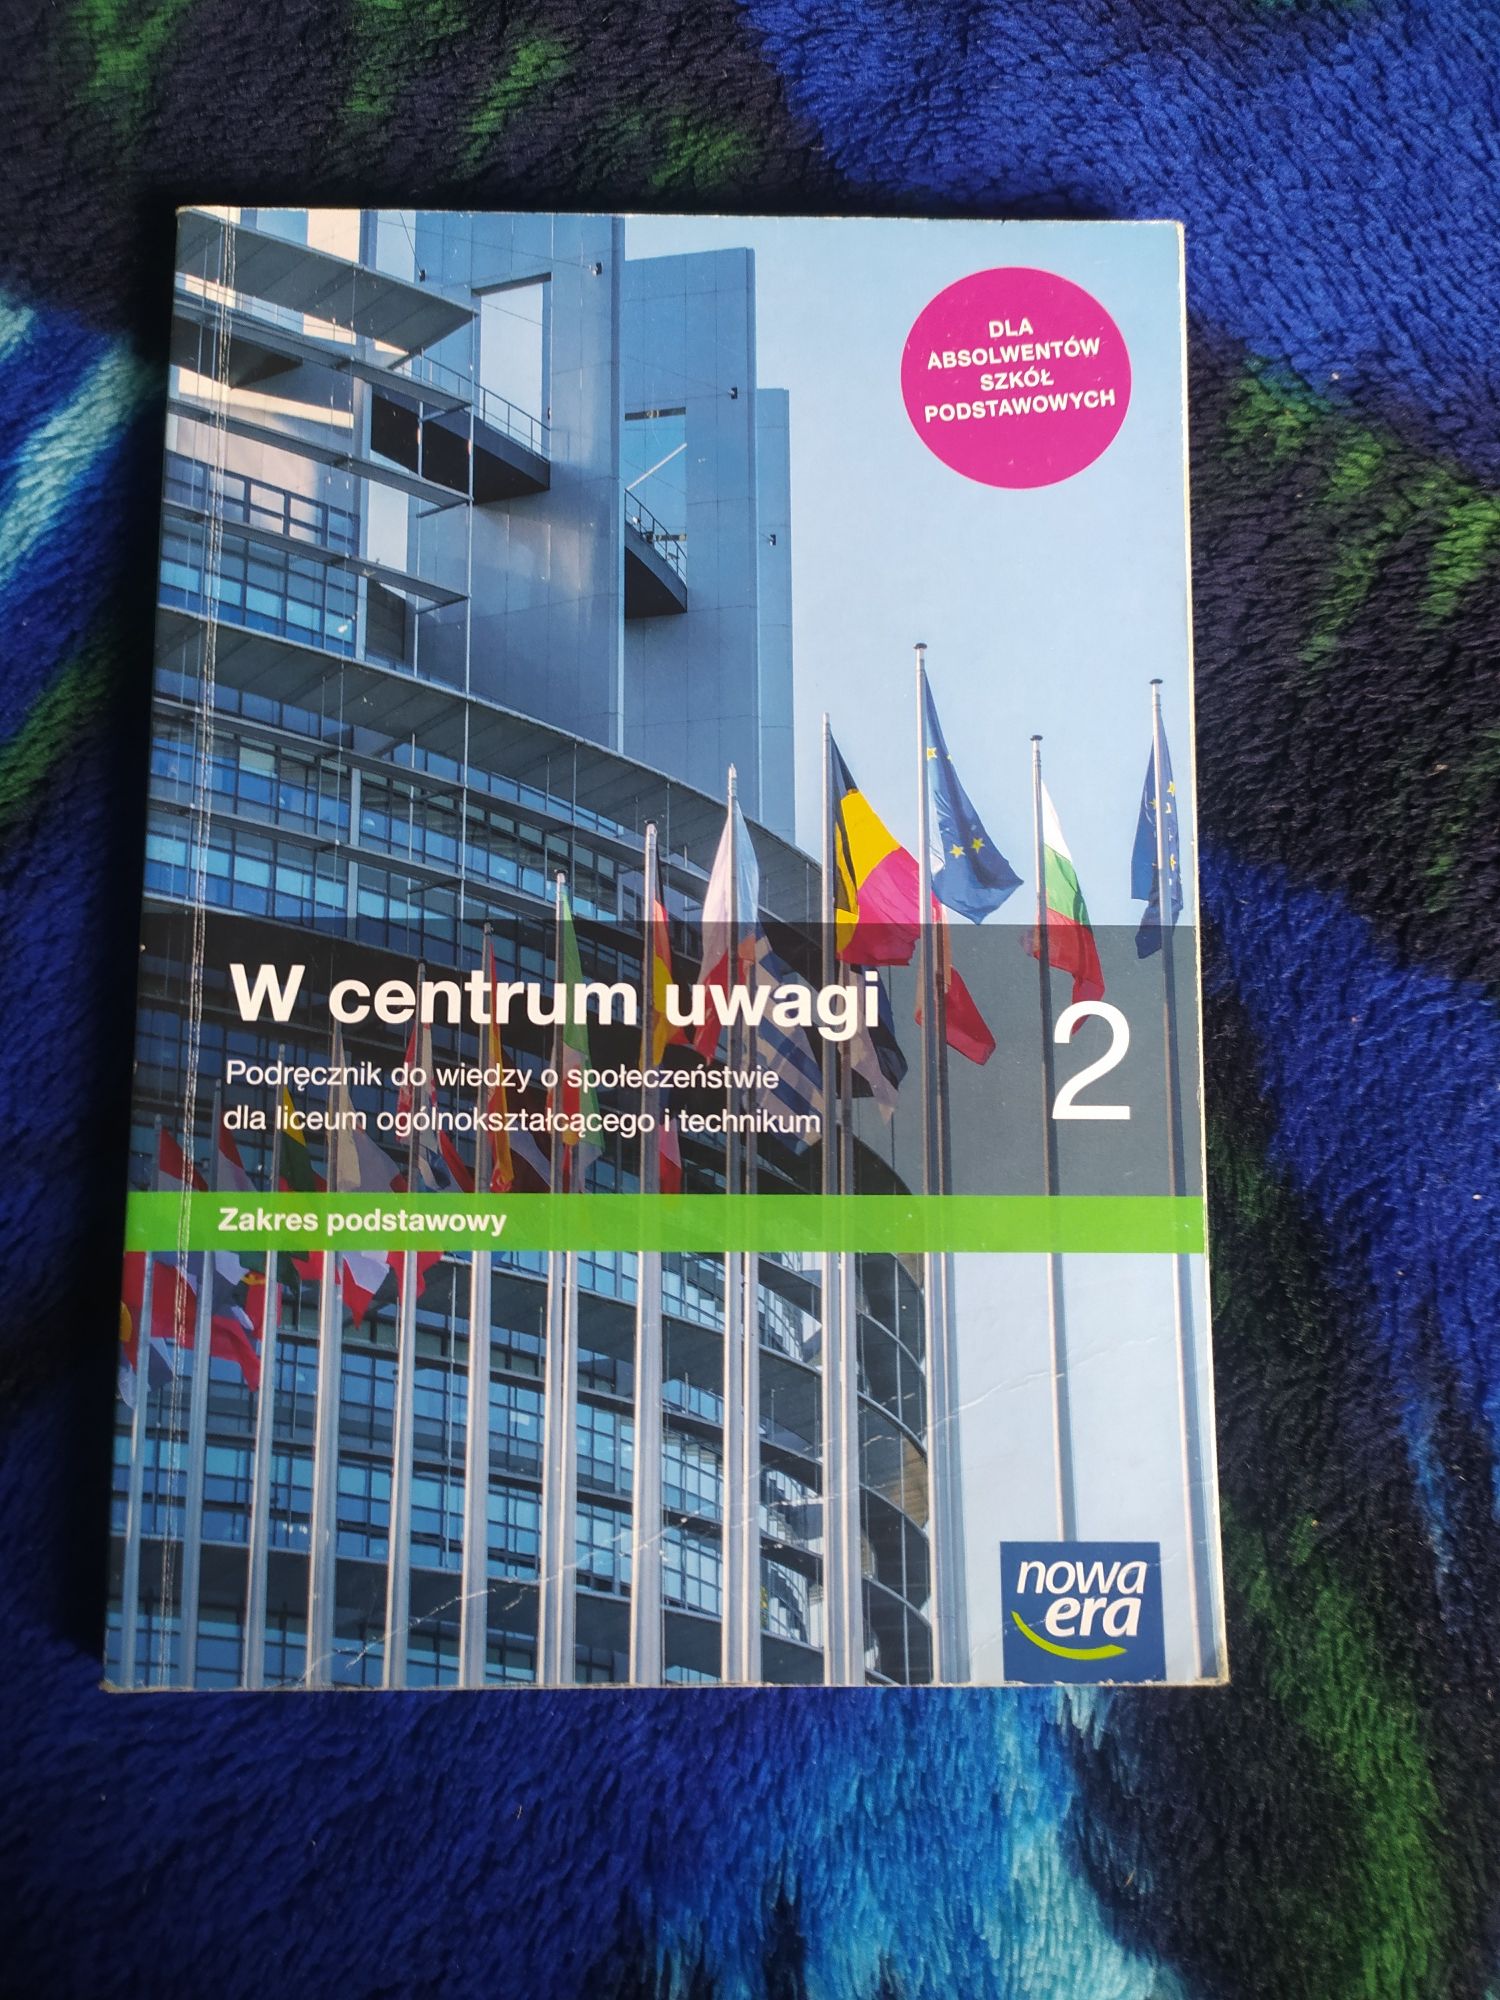 DLA
ABSOLWENTÓW
SZKÓŁ
PODSTAWOWYCH
W centrum uwagi
2
Podręcznik do wiedzy o społeczeństwie
dla liceum ogólnokształcącego i technikum
Zakres podstawowy
nowa
era